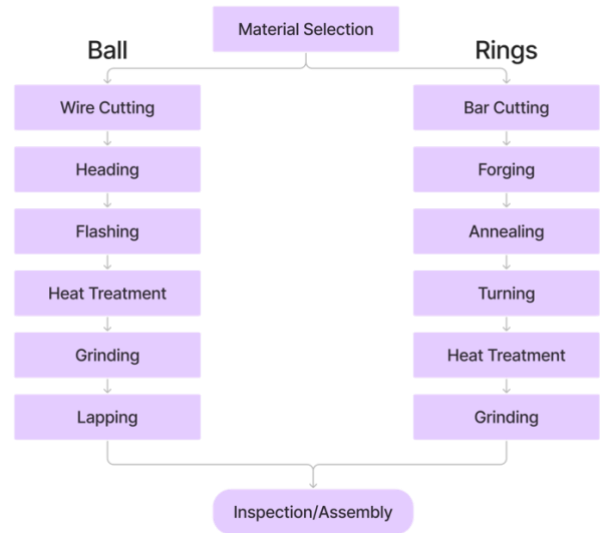 Material Selection
Ball
Wire Cutting
Heading
Flashing
Heat Treatment
Grinding
Lapping
Rings
Bar Cutting
Forging
Annealing
Turning
Heat Treatment
Grinding
Inspection/Assembly